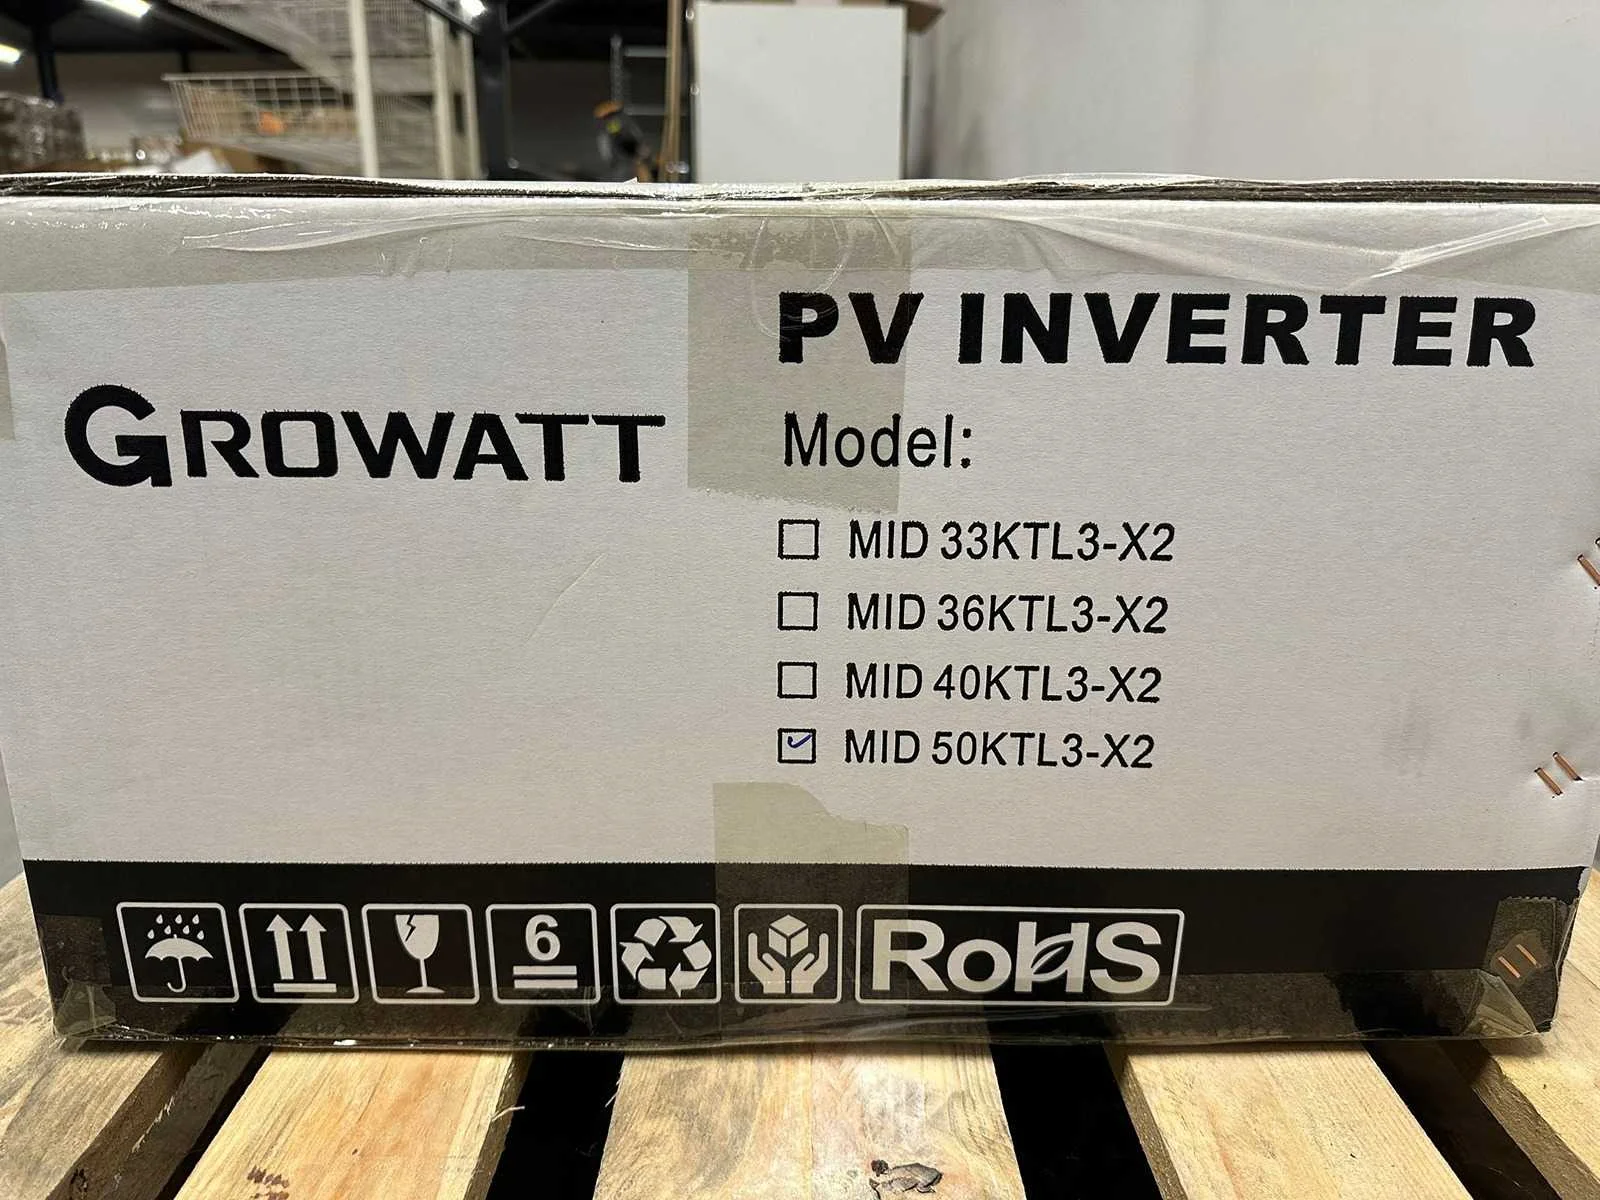 PV INVERTER
GROWATT
Model:
MID 33KTL3-X2
MID 36KTL3-X2
MID 40KTL3-X2
MID 50KTL3-X2
6
RoHS